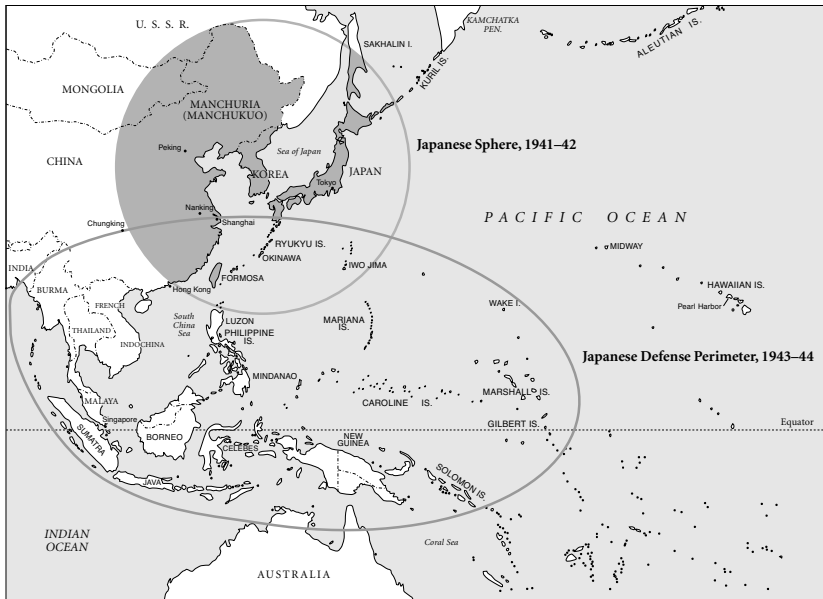 U. S. S. R.
KAMCHATKA
PEN.
ALEUTIAN IS.
SAKHALIN I.
KURIL IS.
MONGOLIA
MANCHURIA
(MANCHUKUO)
Peking
Sea of Japan
Japanese Sphere, 1941–42
CHINA
KOREA
JAPAN
Tokyo
Nanking
Shanghai
Chungking
PACIFIC OCEAN
RYUKYU IS.
OKINAWA
MIDWAY
INDIA
FORMOSA
IWO JIMA
BURMA
Hong Kong
HAWAIIAN IS.
Pearl Harbor
FRENCH
INDOCHINA
South
China
Sea
LUZON
PHILIPPINE
IS.
MARIANA
IS.
WAKE I.
THAILAND
Japanese Defense Perimeter, 1943–44
MINDANAO
MALAYA
CAROLINE IS.
MARSHALL IS.
Singapore
GILBERT IS.
Equator
SUMATRA
BORNEO
CELEBES
NEW
GUINEA
JAVA
SOLOMON IS.
INDIAN
OCEAN
Coral Sea
AUSTRALIA